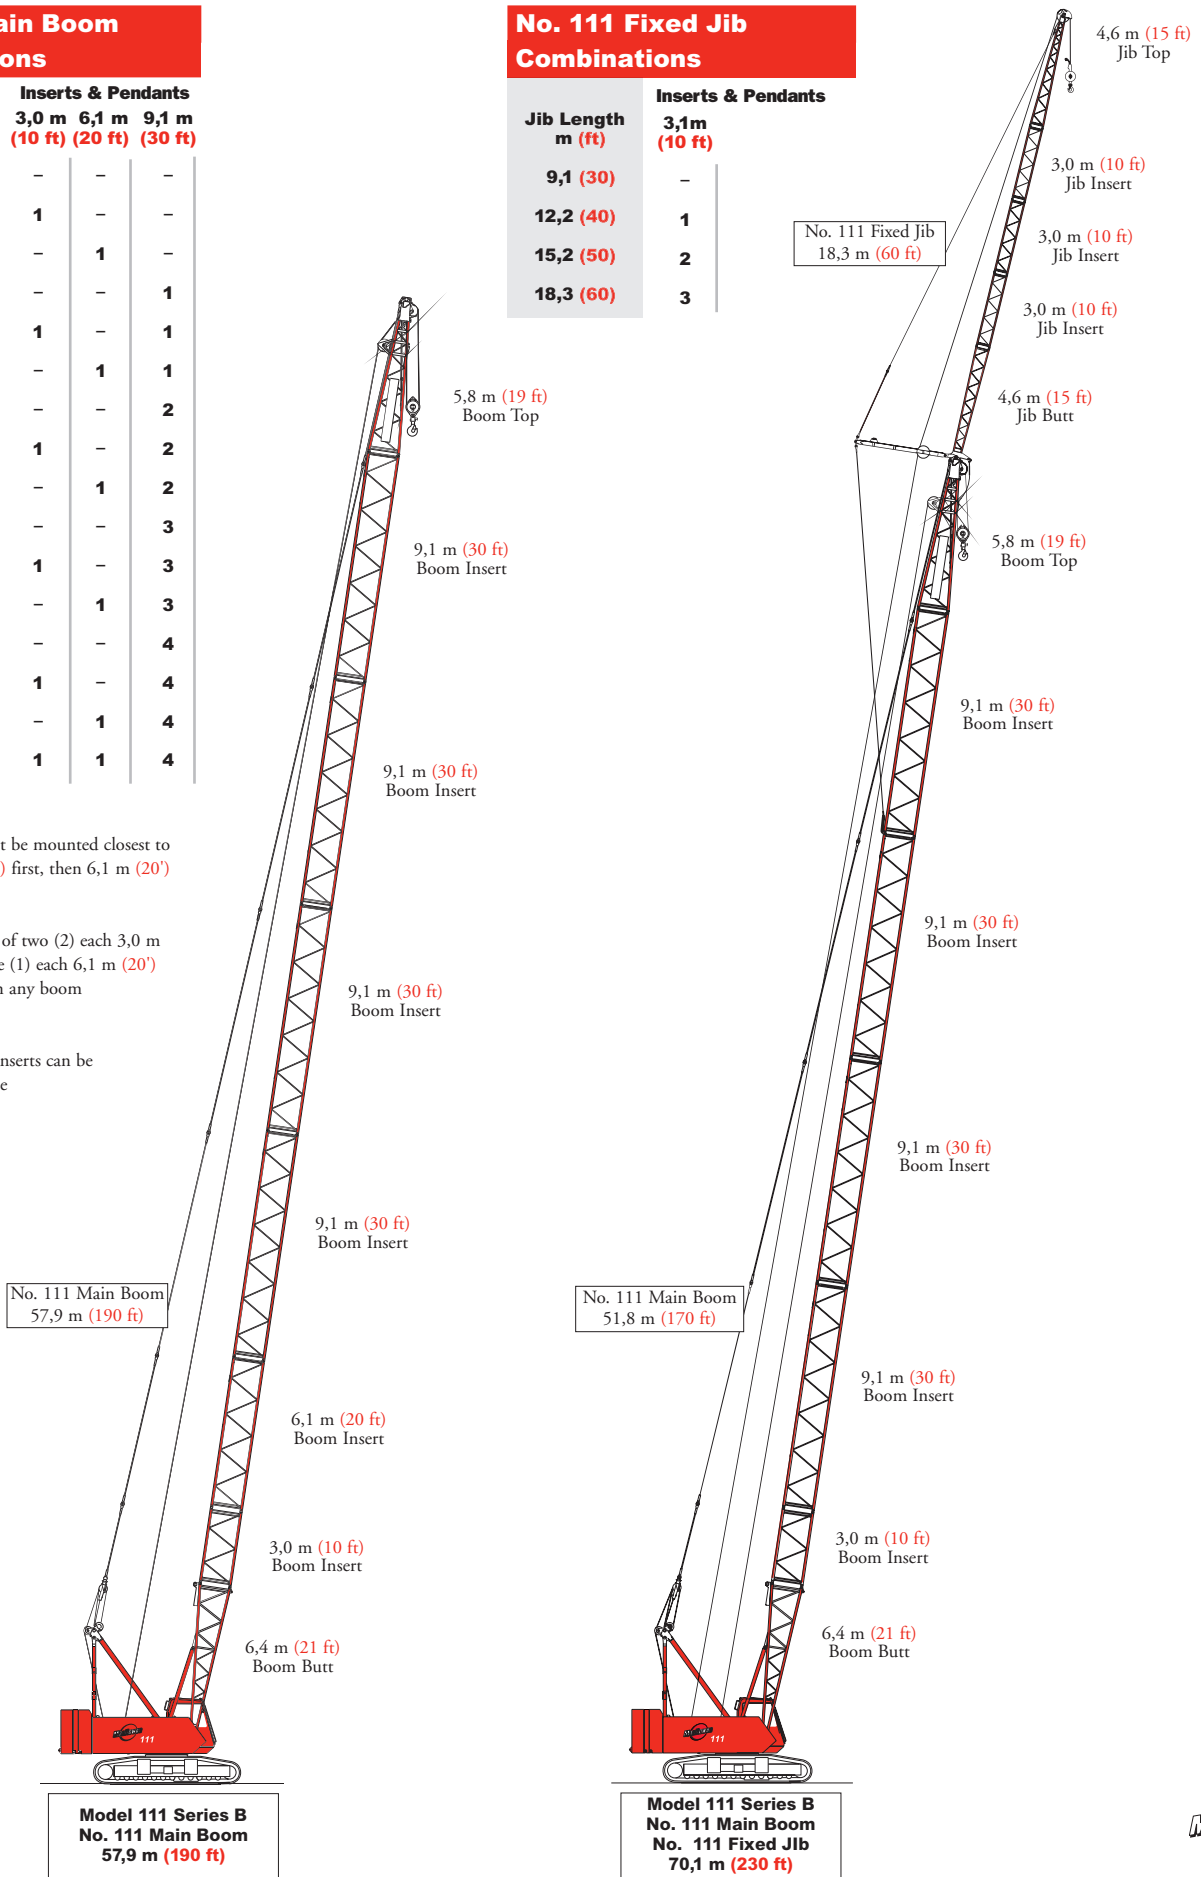 ain Boom
ons
Inserts & Pendants
3,0 m 6,1 m 9,1 m
(10 ft) (20 ft) (30 ft)
– – –
1 – –
– 1 –
– – 1
1 – 1
– 1 1
– – 2
1 – 2
– 1 2
– – 3
1 – 3
– 1 3
– – 4
1 – 4
– 1 4
1 1 4
t be mounted closest to
) first, then 6,1 m (20')
of two (2) each 3,0 m
e (1) each 6,1 m (20')
n any boom
nserts can be
e
5,8 m (19 ft)
Boom Top
9,1 m (30 ft)
Boom Insert
9,1 m (30 ft)
Boom Insert
9,1 m (30 ft)
Boom Insert
9,1 m (30 ft)
Boom Insert
No. 111 Main Boom
57,9 m (190 ft)
6,1 m (20 ft)
Boom Insert
3,0 m (10 ft)
Boom Insert
6,4 m (21 ft)
Boom Butt
111
Model 111 Series B
No. 111 Main Boom
57,9 m (190 ft)
No. 111 Fixed Jib
Combinations
Inserts & Pendants
Jib Length
m (ft)
3,1m
(10 ft)
9,1 (30) –
12,2 (40) 1
15,2 (50) 2
18,3 (60) 3
4,6 m (15 ft)
Jib Top
3,0 m (10 ft)
Jib Insert
No. 111 Fixed Jib
18,3 m (60 ft)
3,0 m (10 ft)
Jib Insert
3,0 m (10 ft)
Jib Insert
4,6 m (15 ft)
Jib Butt
5,8 m (19 ft)
Boom Top
9,1 m (30 ft)
Boom Insert
9,1 m (30 ft)
Boom Insert
9,1 m (30 ft)
Boom Insert
No. 111 Main Boom
51,8 m (170 ft)
9,1 m (30 ft)
Boom Insert
3,0 m (10 ft)
Boom Insert
6,4 m (21 ft)
Boom Butt
111
Model 111 Series B
No. 111 Main Boom
No. 111 Fixed JIb
70,1 m (230 ft)